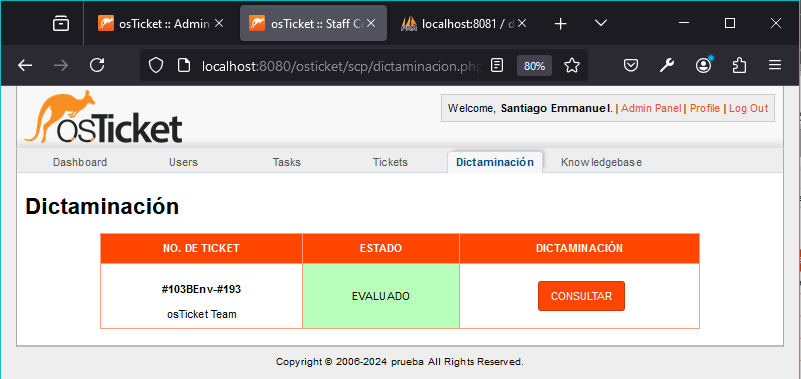 osTicket :: Admin
osTicket :: Staff Co
localhost:8081 / d
localhost:8080/osticket/scp/dictaminacion.php
80%
osTicket
Welcome, Santiago Emmanuel. | Admin Panel | Profile | Log Out
Dashboard Users Tasks Tickets Dictaminación Knowledgebase
Dictaminación
NO. DE TICKET ESTADO DICTAMINACIÓN
#103BEnv-#193
osTicket Team
EVALUADO
CONSULTAR
Copyright © 2006-2024 prueba All Rights Reserved.